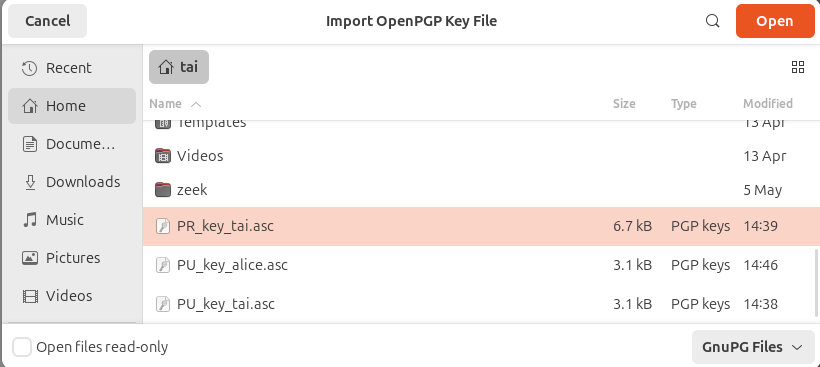 Cancel Import OpenPGP Key File Open
Recent
Home
Docume…
Downloads
Music
Pictures
Videos
tai
Name Size Type Modified
Templates 13 Apr
Videos 13 Apr
zeek 5 May
PR_key_tai.asc 6.7 kB PGP keys 14:39
PU_key_alice.asc 3.1 kB PGP keys 14:46
PU_key_tai.asc 3.1 kB PGP keys 14:38
Open files read-only GnuPG Files